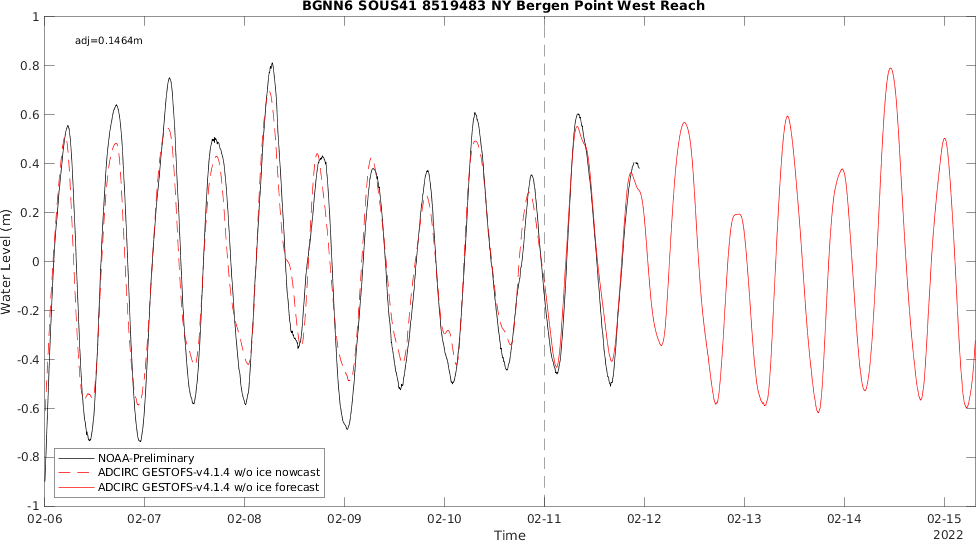 BGNN6 SOUS41 8519483 NY Bergen Point West Reach
adj=0.1464m
1
0.8
0.6
0.4
0.2
0
-0.2
-0.4
-0.6
-0.8
-1
Water Level (m)
NOAA-Preliminary
ADCIRC GESTOFS-v4.1.4 w/o ice nowcast
ADCIRC GESTOFS-v4.1.4 w/o ice forecast
02-06 02-07 02-08 02-09 02-10 02-11 02-12 02-13 02-14 02-15
Time
2022